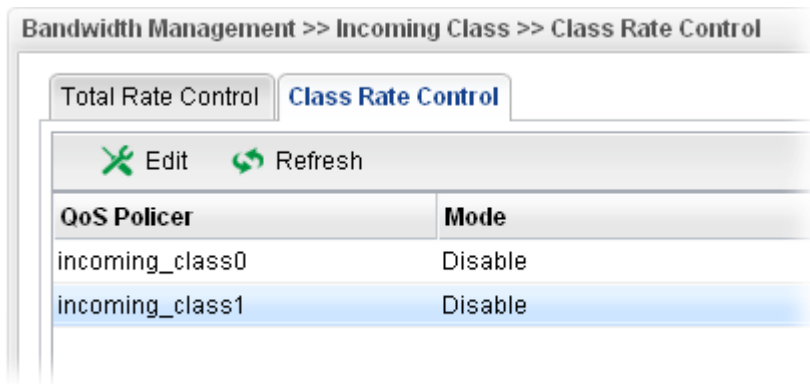 Bandwidth Management >> Incoming Class >> Class Rate Control
Total Rate Control Class Rate Control
Edit Refresh
QoS Policer Mode
incoming_class0 Disable
incoming_class1 Disable